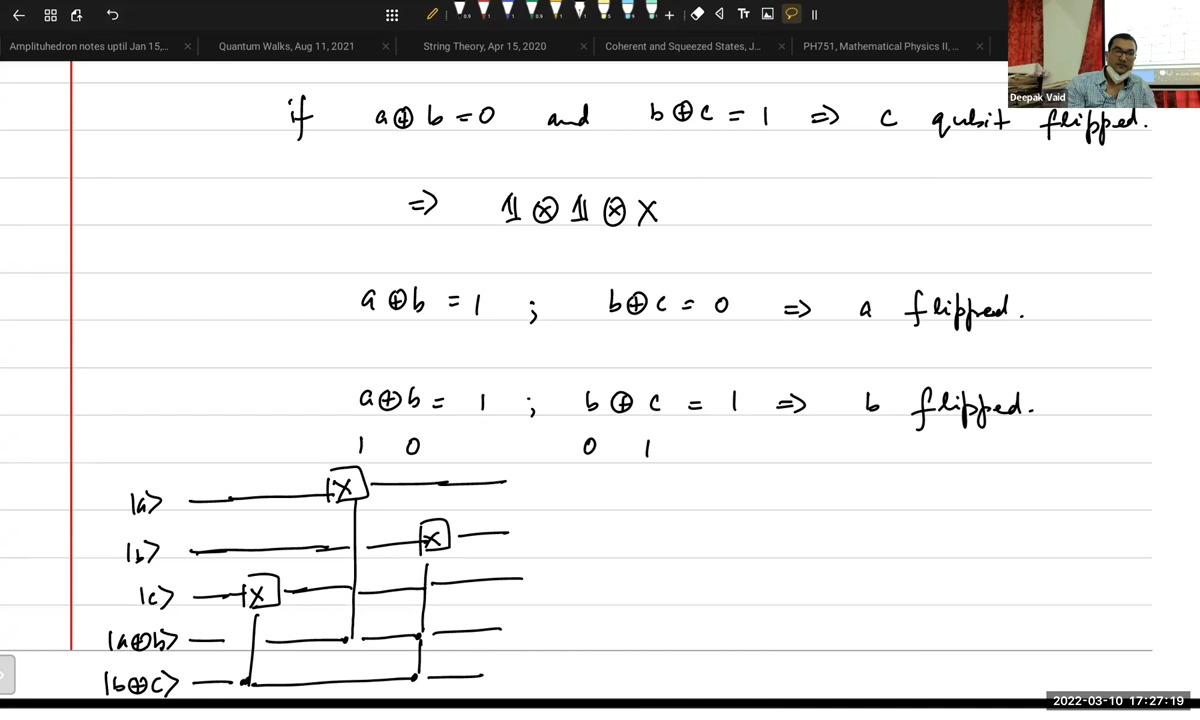 Amplituhedron notes uptil Jan 15,... Quantum Walks, Aug 11, 2021 String Theory, Apr 15, 2020 Coherent and Squeezed States, J... PH751, Mathematical Physics II, ...
Deepak Vaid
if a ⊕ b = 0 and b ⊕ c = 1 ⇒ c qubit flipped.
⇒ 𝟙 ⊗ 𝟙 ⊗ X
a ⊕ b = 1 ; b ⊕ c = 0 ⇒ a flipped.
a ⊕ b = 1 ; b ⊕ c = 1 ⇒ b flipped.
1 0 0 1
|a> X
|b> X
|c> X
|a⊕b>
|b⊕c>
2022-03-10 17:27:19